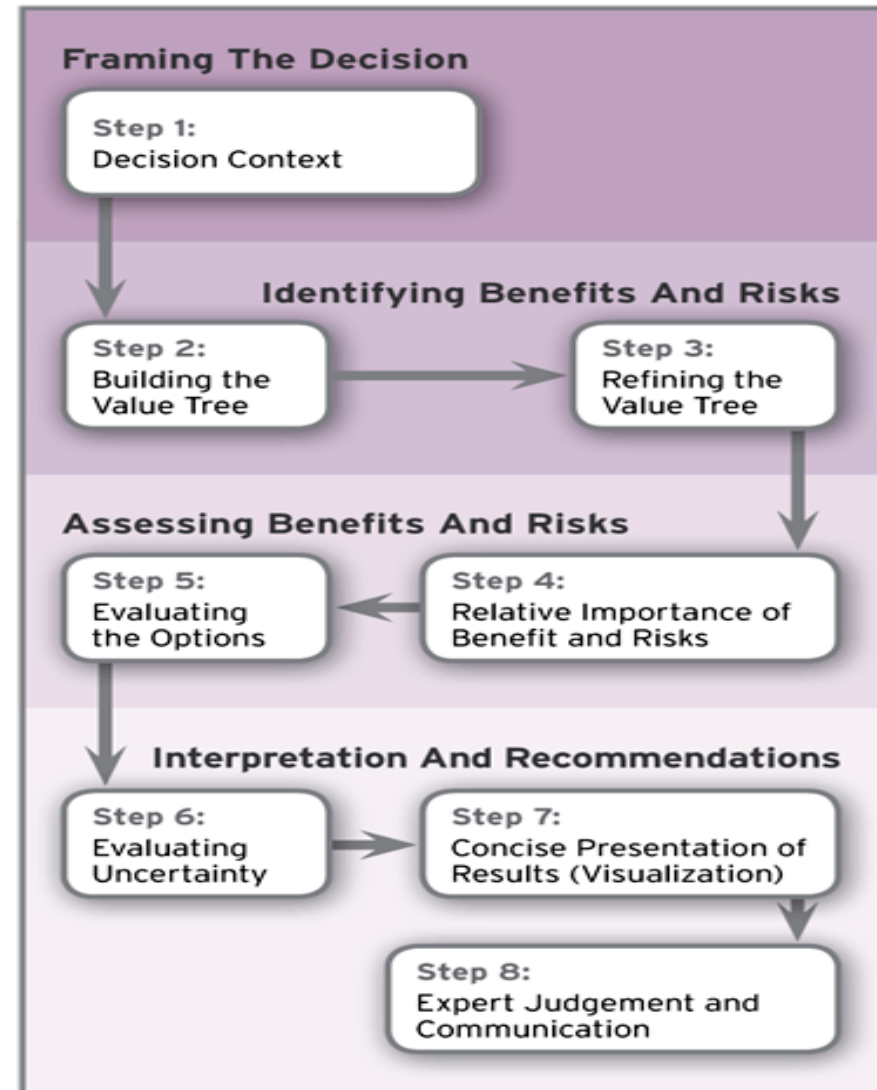 Framing The Decision
Step 1:
Decision Context
Identifying Benefits And Risks
Step 2:
Building the
Value Tree
Step 3:
Refining the
Value Tree
Assessing Benefits And Risks
Step 4:
Relative Importance of
Benefit and Risks
Step 5:
Evaluating
the Options
Interpretation And Recommendations
Step 6:
Evaluating
Uncertainty
Step 7:
Concise Presentation of
Results (Visualization)
Step 8:
Expert Judgement and
Communication